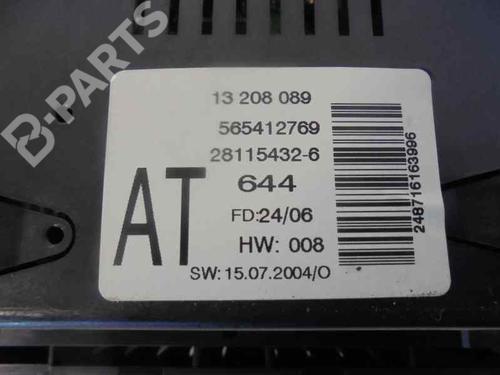 13 208 089
565412769
28115432-6
AT
644
FD:24/06
HW: 008
SW: 15.07.2004/O
248716163996
B-PARTS